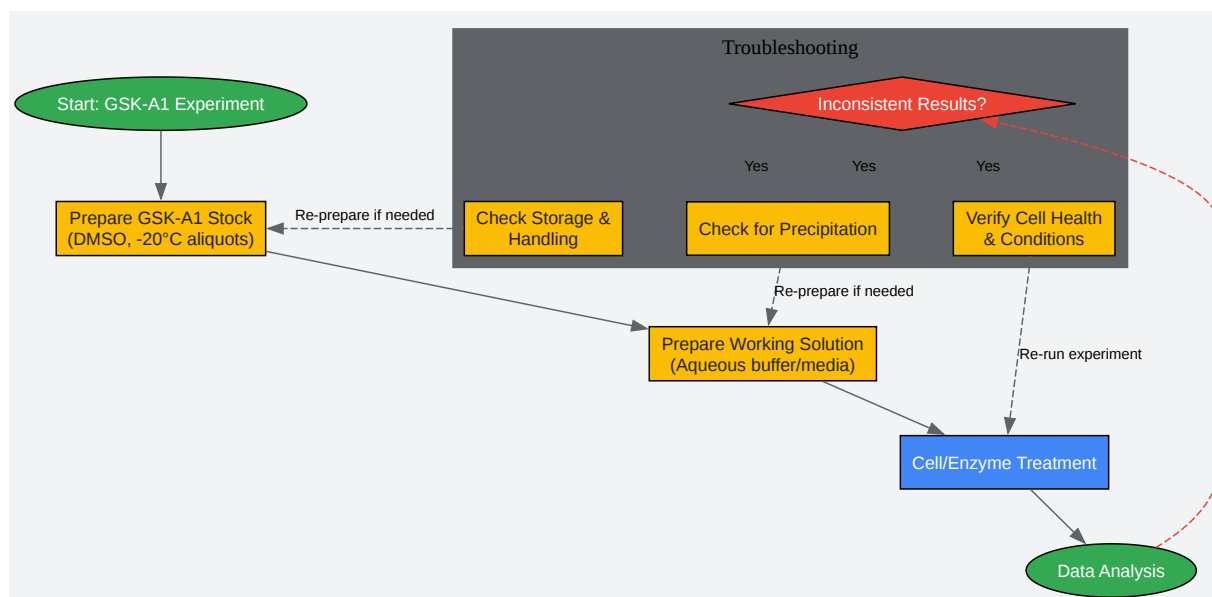 Troubleshooting
Start: GSK-A1 Experiment
Inconsistent Results?
Yes
Yes
Yes
Prepare GSK-A1 Stock
(DMSO, -20°C aliquots)
Re-prepare if needed
Check Storage &
Handling
Check for Precipitation
Verify Cell Health
& Conditions
Re-prepare if needed
Prepare Working Solution
(Aqueous buffer/media)
Re-run experiment
Cell/Enzyme Treatment
Data Analysis